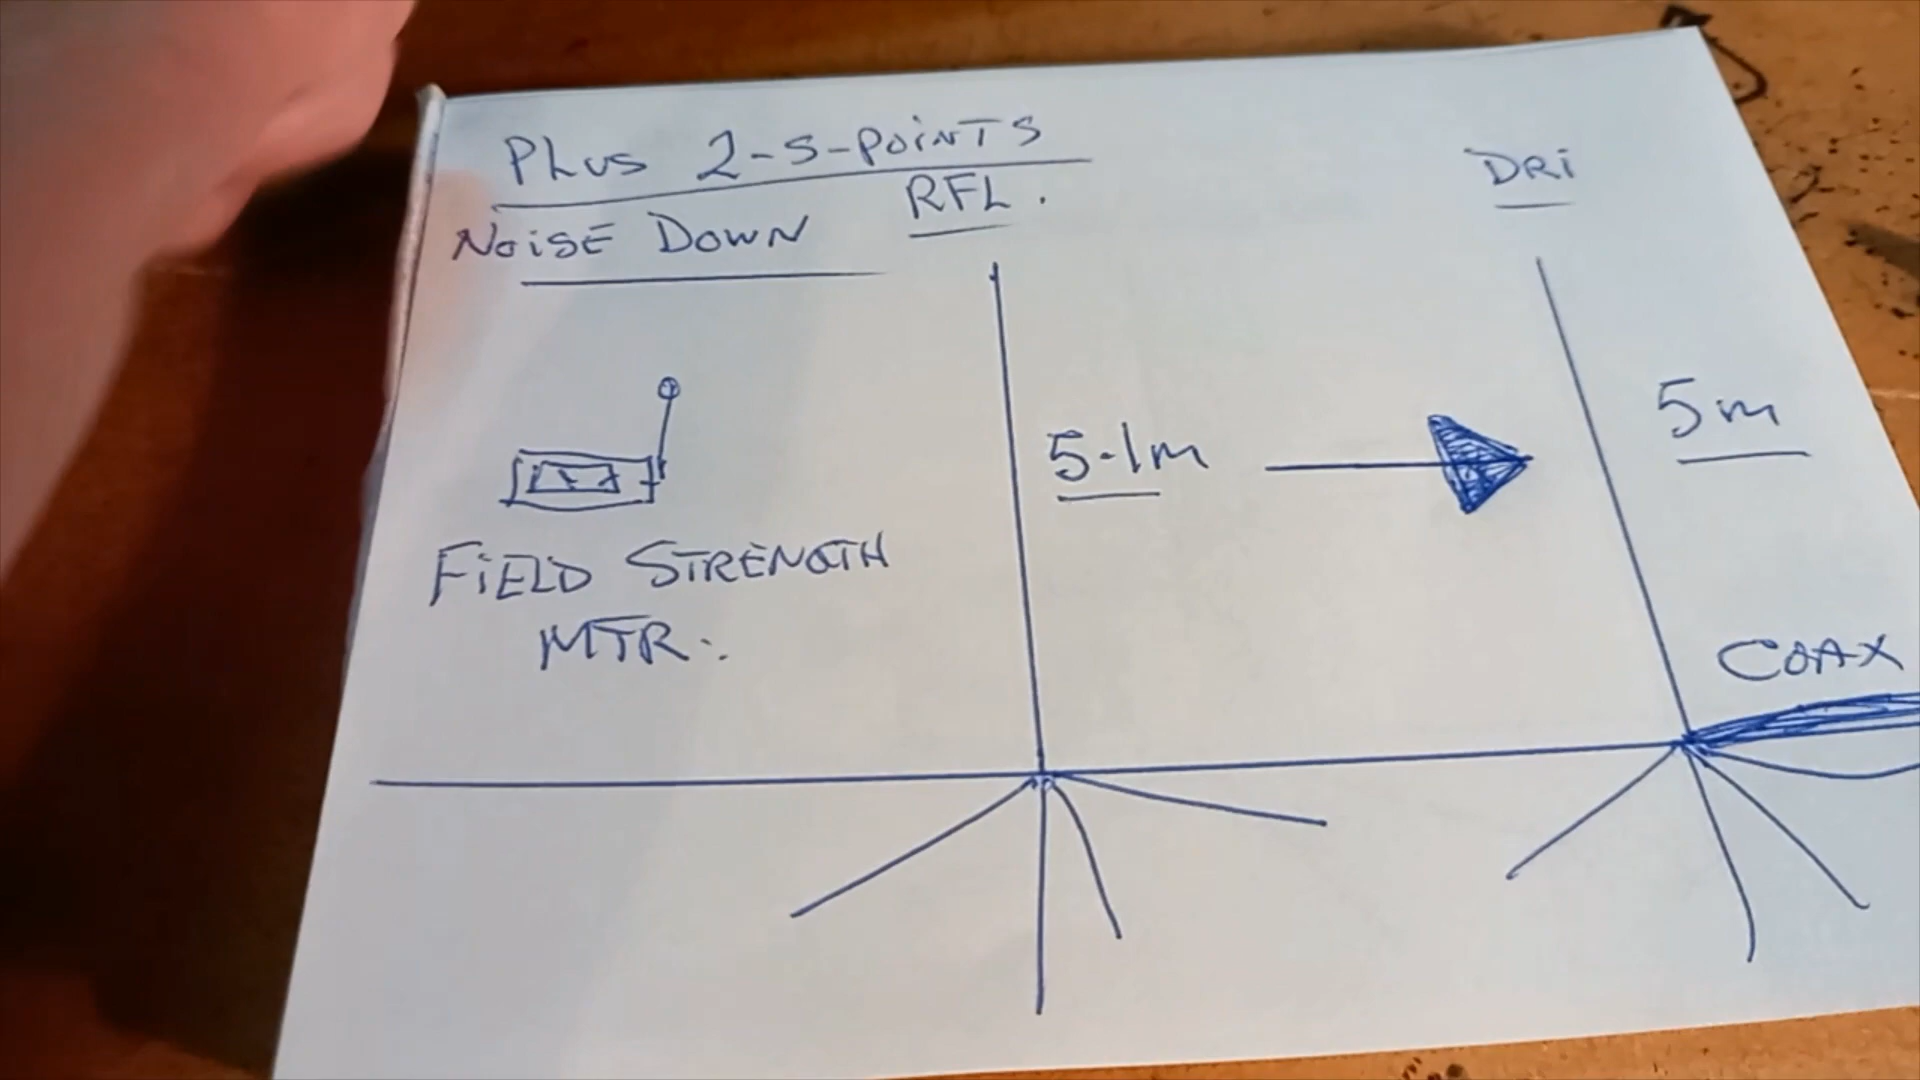 PLUS 2-S-POINTS
NOISE DOWN
RFL.
DRI
5.1m
5m
FIELD STRENGTH
MTR.
COAX